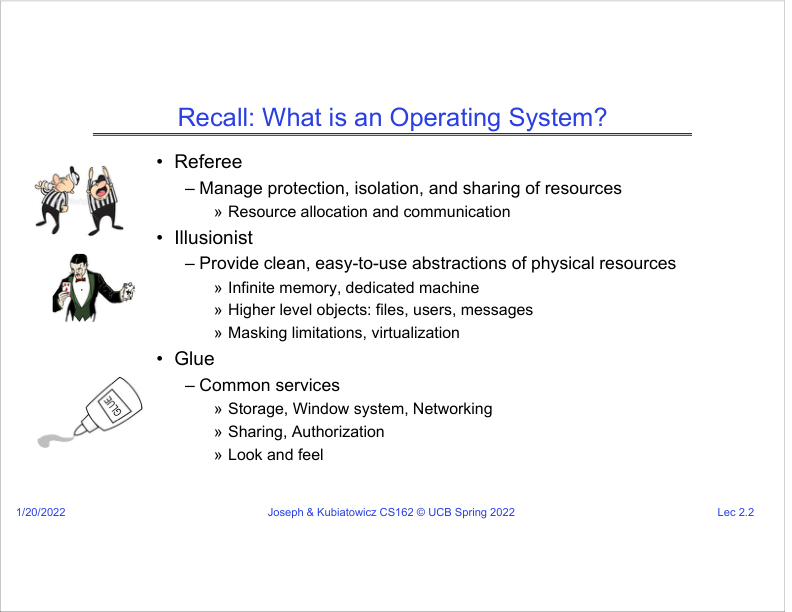 Recall: What is an Operating System?
• Referee
– Manage protection, isolation, and sharing of resources
» Resource allocation and communication
• Illusionist
– Provide clean, easy-to-use abstractions of physical resources
» Infinite memory, dedicated machine
» Higher level objects: files, users, messages
» Masking limitations, virtualization
• Glue
– Common services
» Storage, Window system, Networking
» Sharing, Authorization
» Look and feel
GLUE
1/20/2022
Joseph & Kubiatowicz CS162 © UCB Spring 2022
Lec 2.2